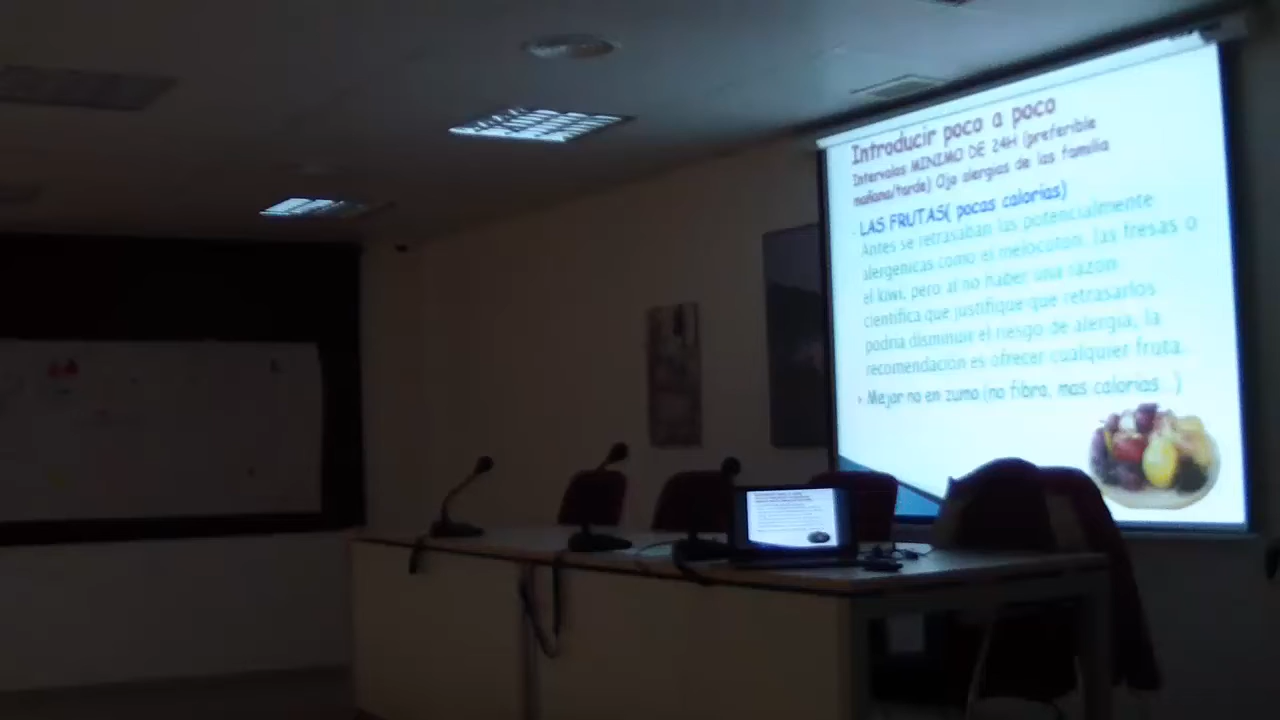 Introducir poco a poco
Intervalos MINIMO DE 24H (preferible
mañana/tarde) Ojo alergias de las familia
LAS FRUTAS( pocas calorias)
Antes se retrasaban las potencialmente
alergenicas como el melocoton, las fresas o
el kiwi, pero al no haber una razon
cientifica que justifique que retrasarlos
podria disminuir el riesgo de alergia, la
recomendacion es ofrecer cualquier fruta.
Mejor no en zumo (no fibra, mas calorias...)